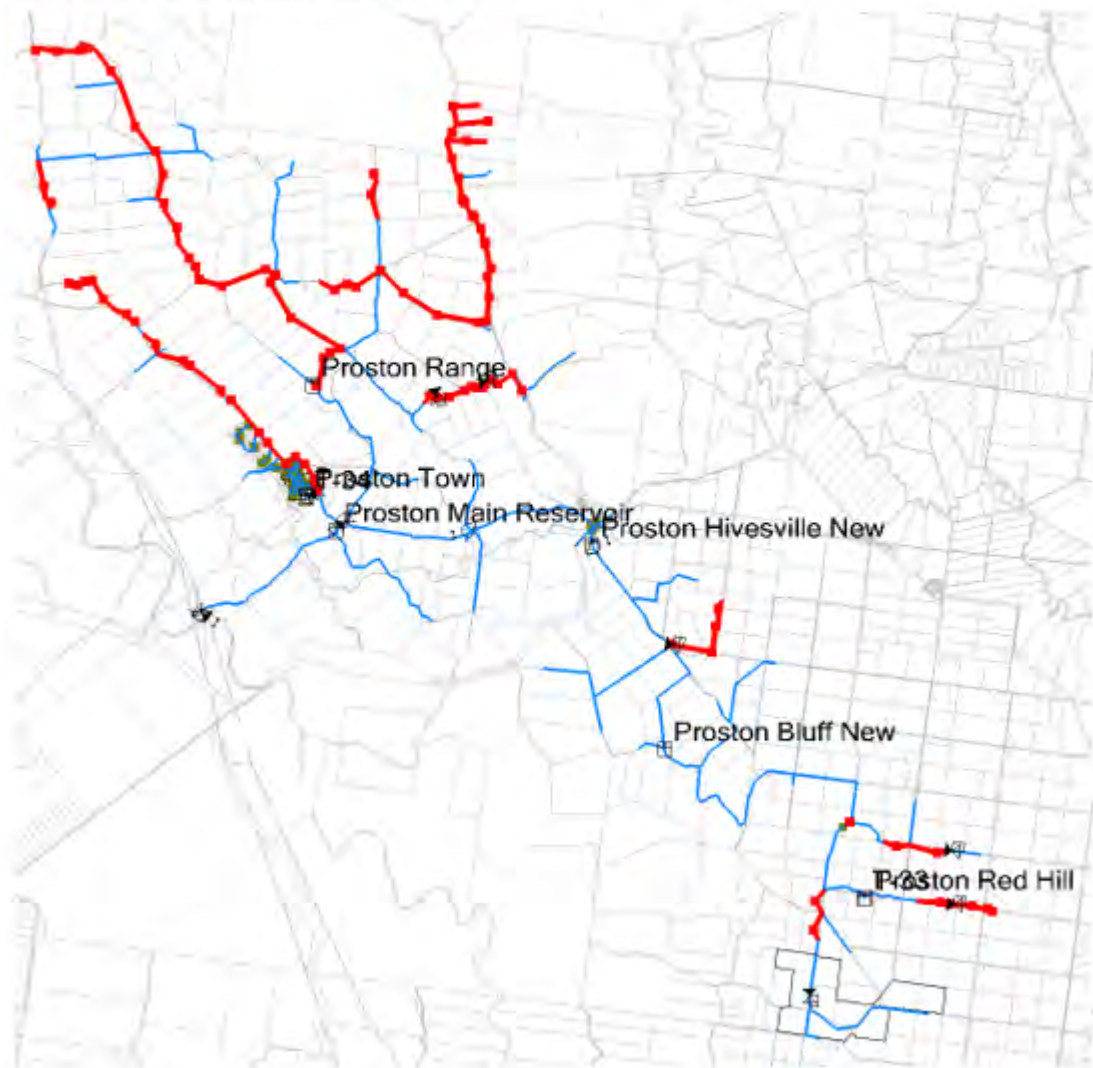 Proston Range
Proston Town
Proston Main Reservoir
Proston Hivesville New
Proston Bluff New
Proston Red Hill